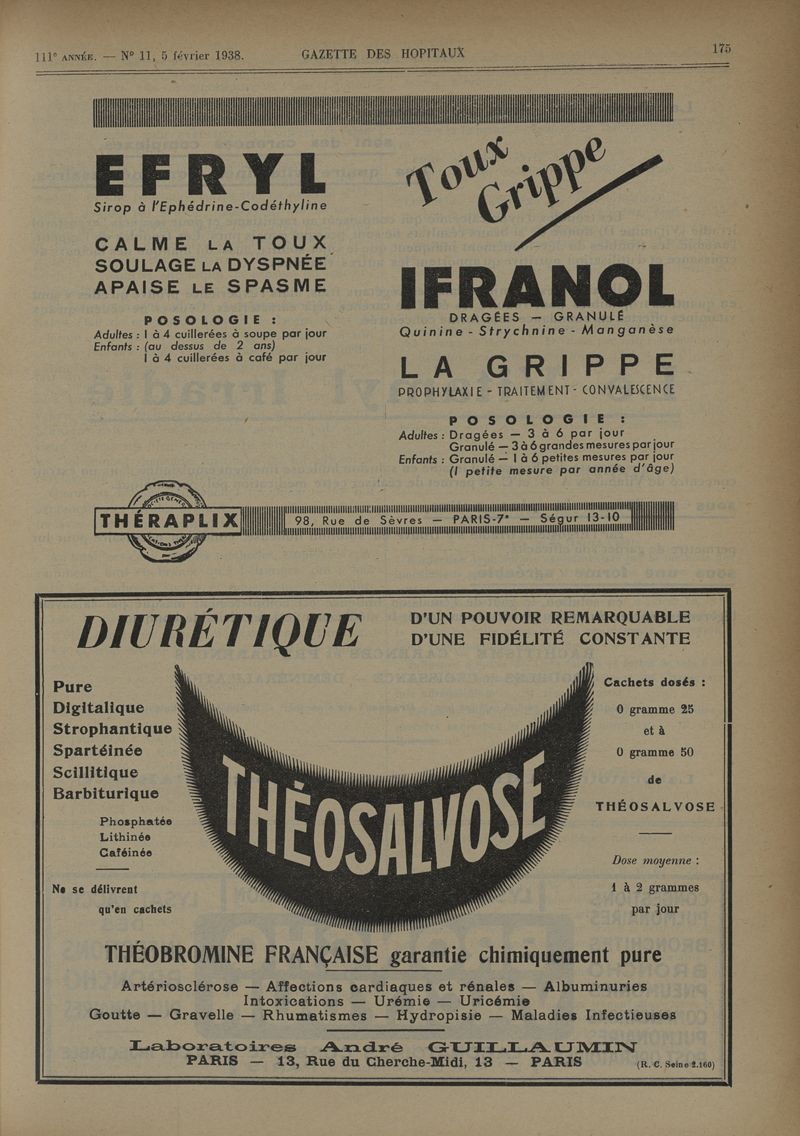 111e ANNÉE. — N° 11, 5 février 1938. GAZETTE DES HOPITAUX 175
EFRYL
Sirop à l'Ephédrine-Codéthyline
CALME LA TOUX
SOULAGE LA DYSPNÉE
APAISE LE SPASME
POSOLOGIE :
Adultes : 1 à 4 cuillerées à soupe par jour
Enfants : (au dessus de 2 ans)
1 à 4 cuillerées à café par jour
Toux
Grippe
IFRANOL
DRAGÉES — GRANULÉ
Quinine - Strychnine - Manganèse
LA GRIPPE
PROPHYLAXIE - TRAITEMENT - CONVALESCENCE
POSOLOGIE :
Adultes : Dragées — 3 à 6 par jour
Granulé — 3 à 6 grandes mesures par jour
Enfants : Granulé — 1 à 6 petites mesures par jour
(1 petite mesure par année d'âge)
THÉRAPLIX
98, Rue de Sèvres — PARIS-7e — Ségur 13-10
DIURÉTIQUE
D'UN POUVOIR REMARQUABLE
D'UNE FIDÉLITÉ CONSTANTE
Pure
Digitalique
Strophantique
Spartéinée
Scillitique
Barbiturique
Phosphatée
Lithinée
Caféinée
Ne se délivrent
qu'en cachets
THÉOSALVOSE
Cachets dosés :
0 gramme 25
et à
0 gramme 50
de
THÉOSALVOSE
Dose moyenne :
1 à 2 grammes
par jour
THÉOBROMINE FRANÇAISE garantie chimiquement pure
Artériosclérose — Affections cardiaques et rénales — Albuminuries
Intoxications — Urémie — Uricémie
Goutte — Gravelle — Rhumatismes — Hydropisie — Maladies Infectieuses
Laboratoires André GUILLAUMIN
PARIS — 13, Rue du Cherche-Midi, 13 — PARIS (R. C. Seine 2.160)